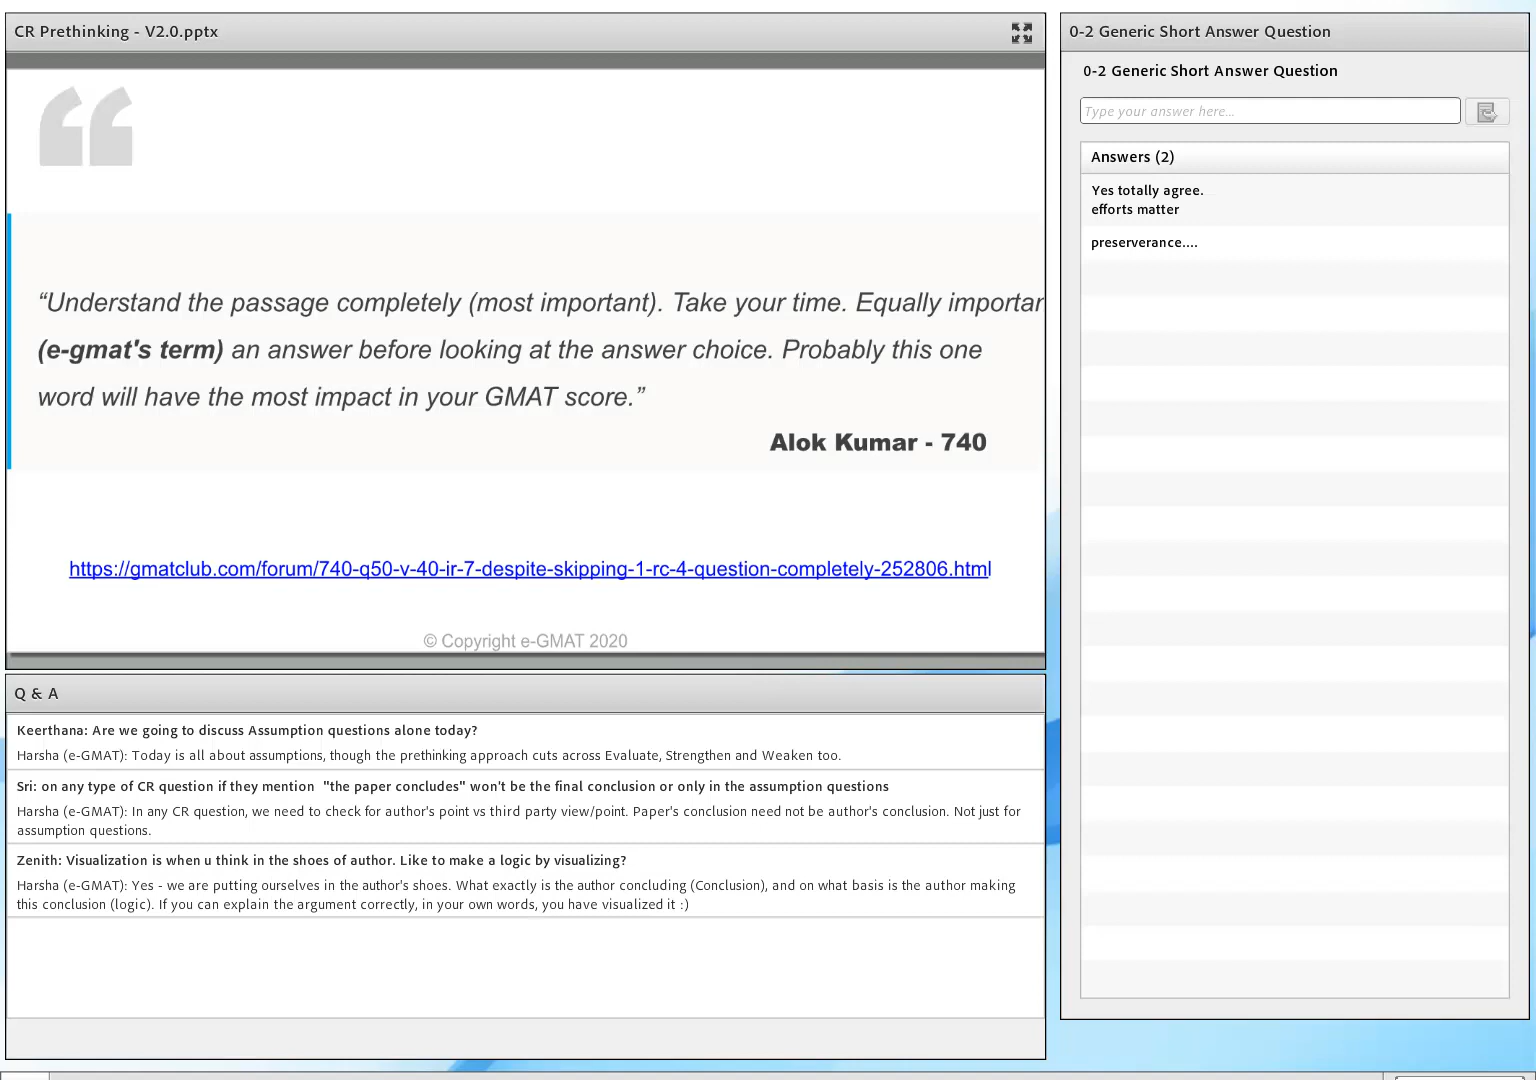 CR Prethinking - V2.0.pptx
“Understand the passage completely (most important). Take your time. Equally
(e-gmat's term) an answer before looking at the answer choice. Probably this one
word will have the most impact in your GMAT score.”
Alok Kumar - 740
https://gmatclub.com/forum/740-q50-v-40-ir-7-despite-skipping-1-rc-4-question-completely-252806.html
© Copyright e-GMAT 2020
Q & A
Keerthana: Are we going to discuss Assumption questions alone today?
Harsha (e-GMAT): Today is all about assumptions, though the prethinking approach cuts across Evaluate, Strengthen and Weaken too.
Sri: on any type of CR question if they mention "the paper concludes" won't be the final conclusion or only in the assumption questions
Harsha (e-GMAT): In any CR question, we need to check for author's point vs third party view/point. Paper's conclusion need not be author's conclusion. Not just for
assumption questions.
Zenith: Visualization is when u think in the shoes of author. Like to make a logic by visualizing?
Harsha (e-GMAT): Yes - we are putting ourselves in the author's shoes. What exactly is the author concluding (Conclusion), and on what basis is the author making
this conclusion (logic). If you can explain the argument correctly, in your own words, you have visualized it :)
0-2 Generic Short Answer Question
0-2 Generic Short Answer Question
Type your answer here...
Answers (2)
Yes totally agree.
efforts matter
preserverance....